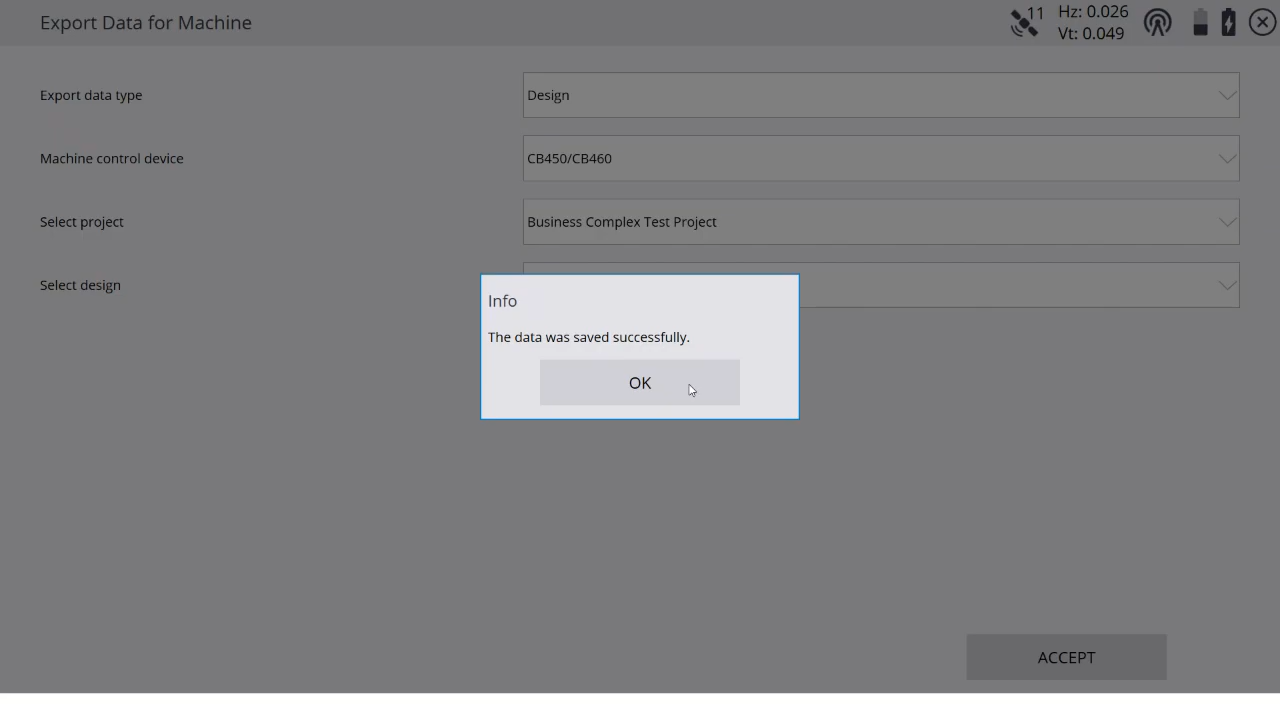 Export Data for Machine
11
Hz: 0.026
Vt: 0.049
Export data type
Design
Machine control device
CB450/CB460
Select project
Business Complex Test Project
Select design
Info
The data was saved successfully.
OK
ACCEPT